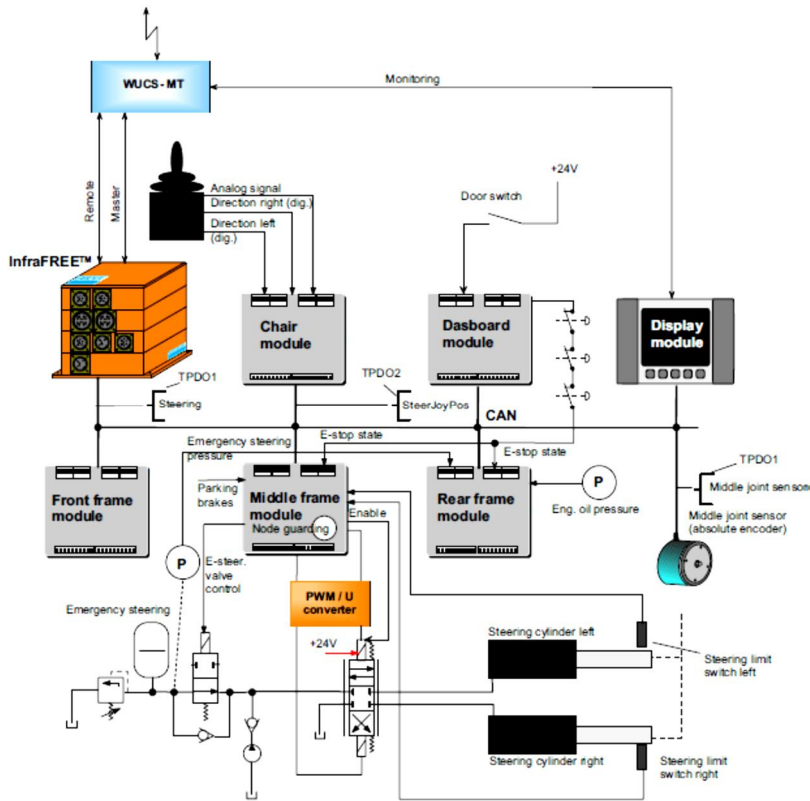 WUCS - MT
Monitoring
Remote
Master
Analog signal
Direction right (dig.)
Direction left
(dig.)
Door switch
+24V
InfraFREE™
Chair
module
Dasboard
module
Display
module
TPDO1
Steering
TPDO2
SteerJoyPos
CAN
Emergency steering
pressure
E-stop state
E-stop state
TPDO1
Middle joint sensor
Front frame
module
Parking
brakes
Middle frame
module
Node guarding
Enable
Rear frame
module
P
Eng. oil pressure
Middle joint sensor
(absolute encoder)
P
E-steer.
valve
control
PWM / U
converter
Emergency steering
+24V
Steering cylinder left
Steering limit
switch left
Steering cylinder right
Steering limit
switch right